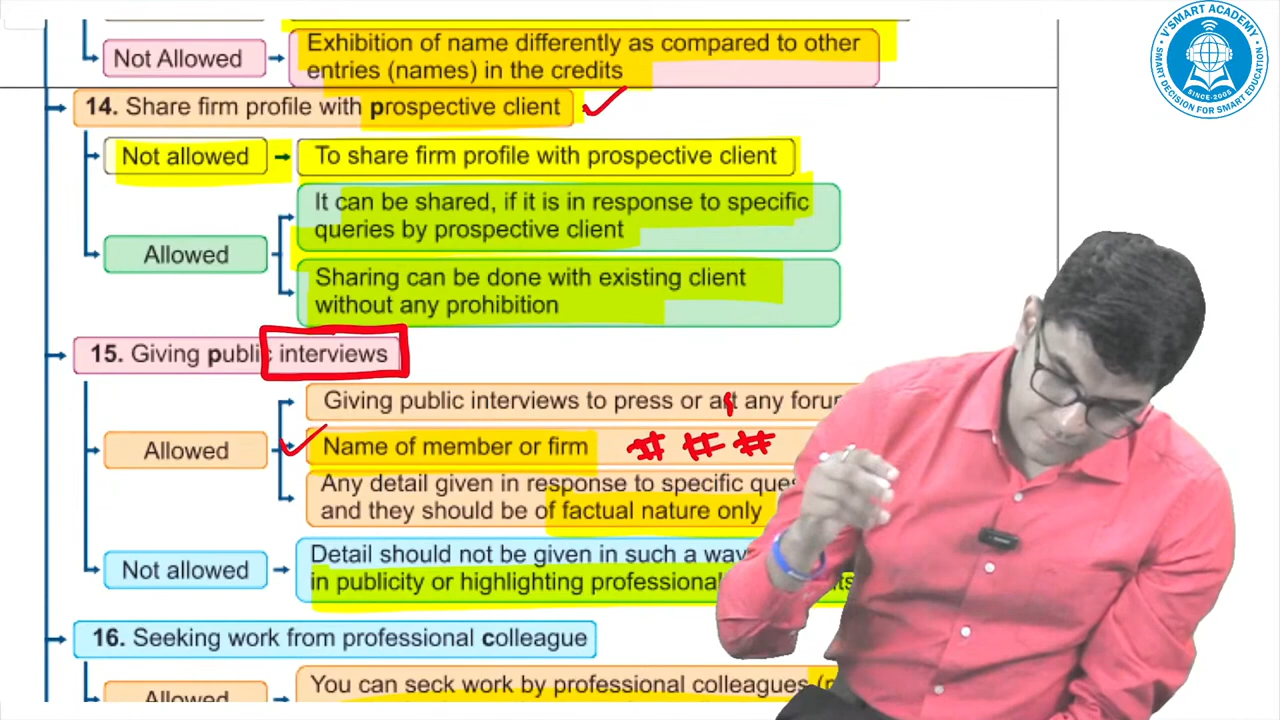 Not Allowed
Exhibition of name differently as compared to other
entries (names) in the credits
14. Share firm profile with prospective client
Not allowed
To share firm profile with prospective client
Allowed
It can be shared, if it is in response to specific
queries by prospective client
Sharing can be done with existing client
without any prohibition
15. Giving public interviews
Allowed
Giving public interviews to press or any
Name of member or firm # # #
Any detail given in response to specific
and they should be of factual nature only
Not allowed
Detail should not be given in such a
in publicity or highlighting professional
16. Seeking work from professional colleague
Allowed
You can seck work by professional colleagues
V'SMART ACADEMY
SINCE-2005
SMART DECISION FOR SMART EDUCATION